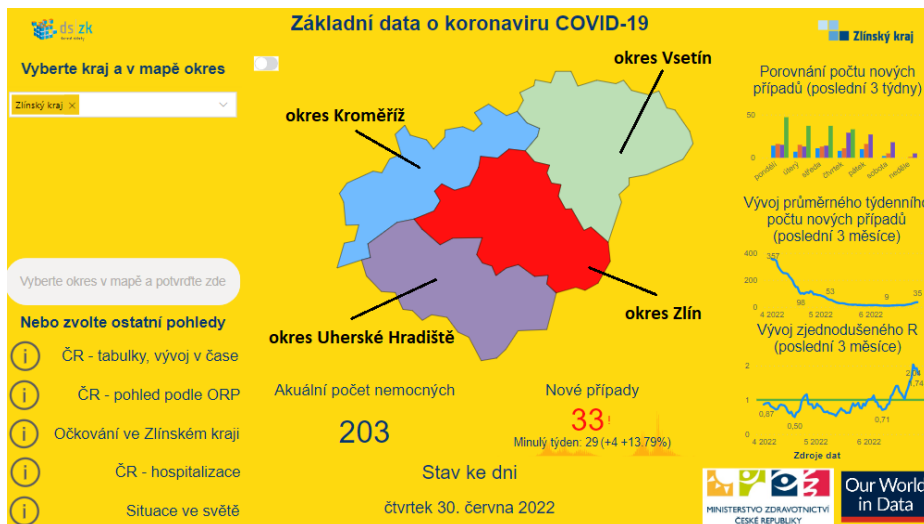 ds:zk
Základní data o koronaviru COVID-19
Zlínský kraj
Vyberte kraj a v mapě okres
Zlínský kraj ×
okres Vsetín
okres Kroměříž
okres Zlín
okres Uherské Hradiště
Vyberte okres v mapě a potvrďte zde
Nebo zvolte ostatní pohledy
ČR - tabulky, vývoj v čase
ČR - pohled podle ORP
Očkování ve Zlínském kraji
ČR - hospitalizace
Situace ve světě
Akuální počet nemocných
203
Nové případy
33!
Minulý týden: 29 (+4 +13.79%)
Stav ke dni
čtvrtek 30. června 2022
Porovnání počtu nových
případů (poslední 3 týdny)
50
0
pondělí
úterý
středa
čtvrtek
pátek
sobota
neděle
Vývoj průměrného týdenního
počtu nových případů
(poslední 3 měsíce)
400
200
0
357
98
53
9
35
4 2022
5 2022
6 2022
Vývoj zjednodušeného R
(poslední 3 měsíce)
2
1
0
0,87
0,50
0,71
1,74
4 2022
5 2022
6 2022
Zdroje dat
MINISTERSTVO ZDRAVOTNICTVÍ
ČESKÉ REPUBLIKY
Our World
in Data